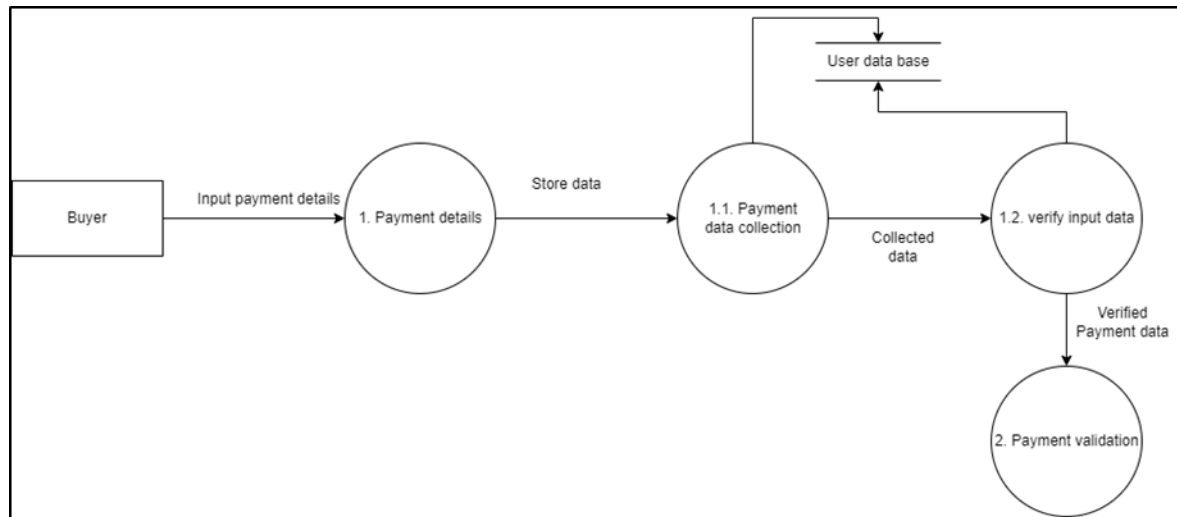 User data base
Input payment details
Store data
Buyer
1. Payment details
1.1. Payment
data collection
1.2. verify input data
Collected
data
Verified
Payment data
2. Payment validation